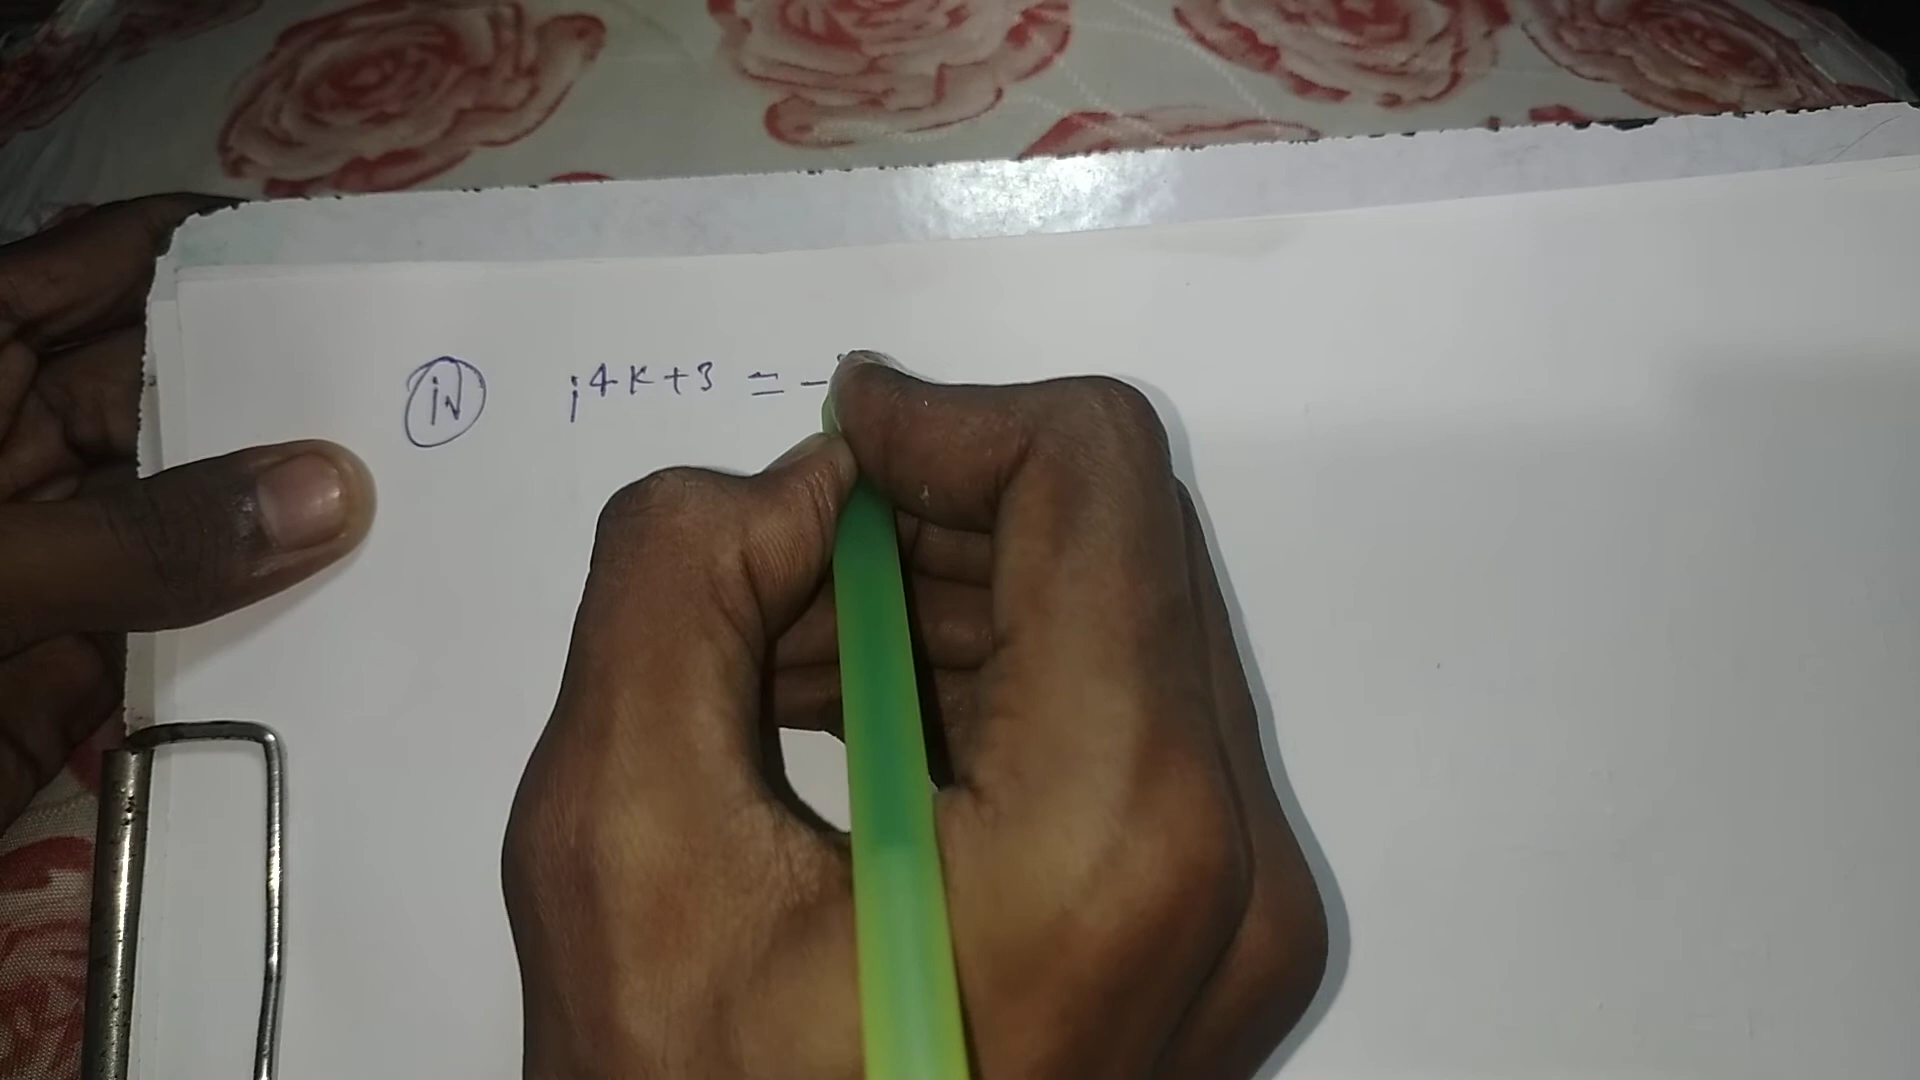 iv i4k+3 = -